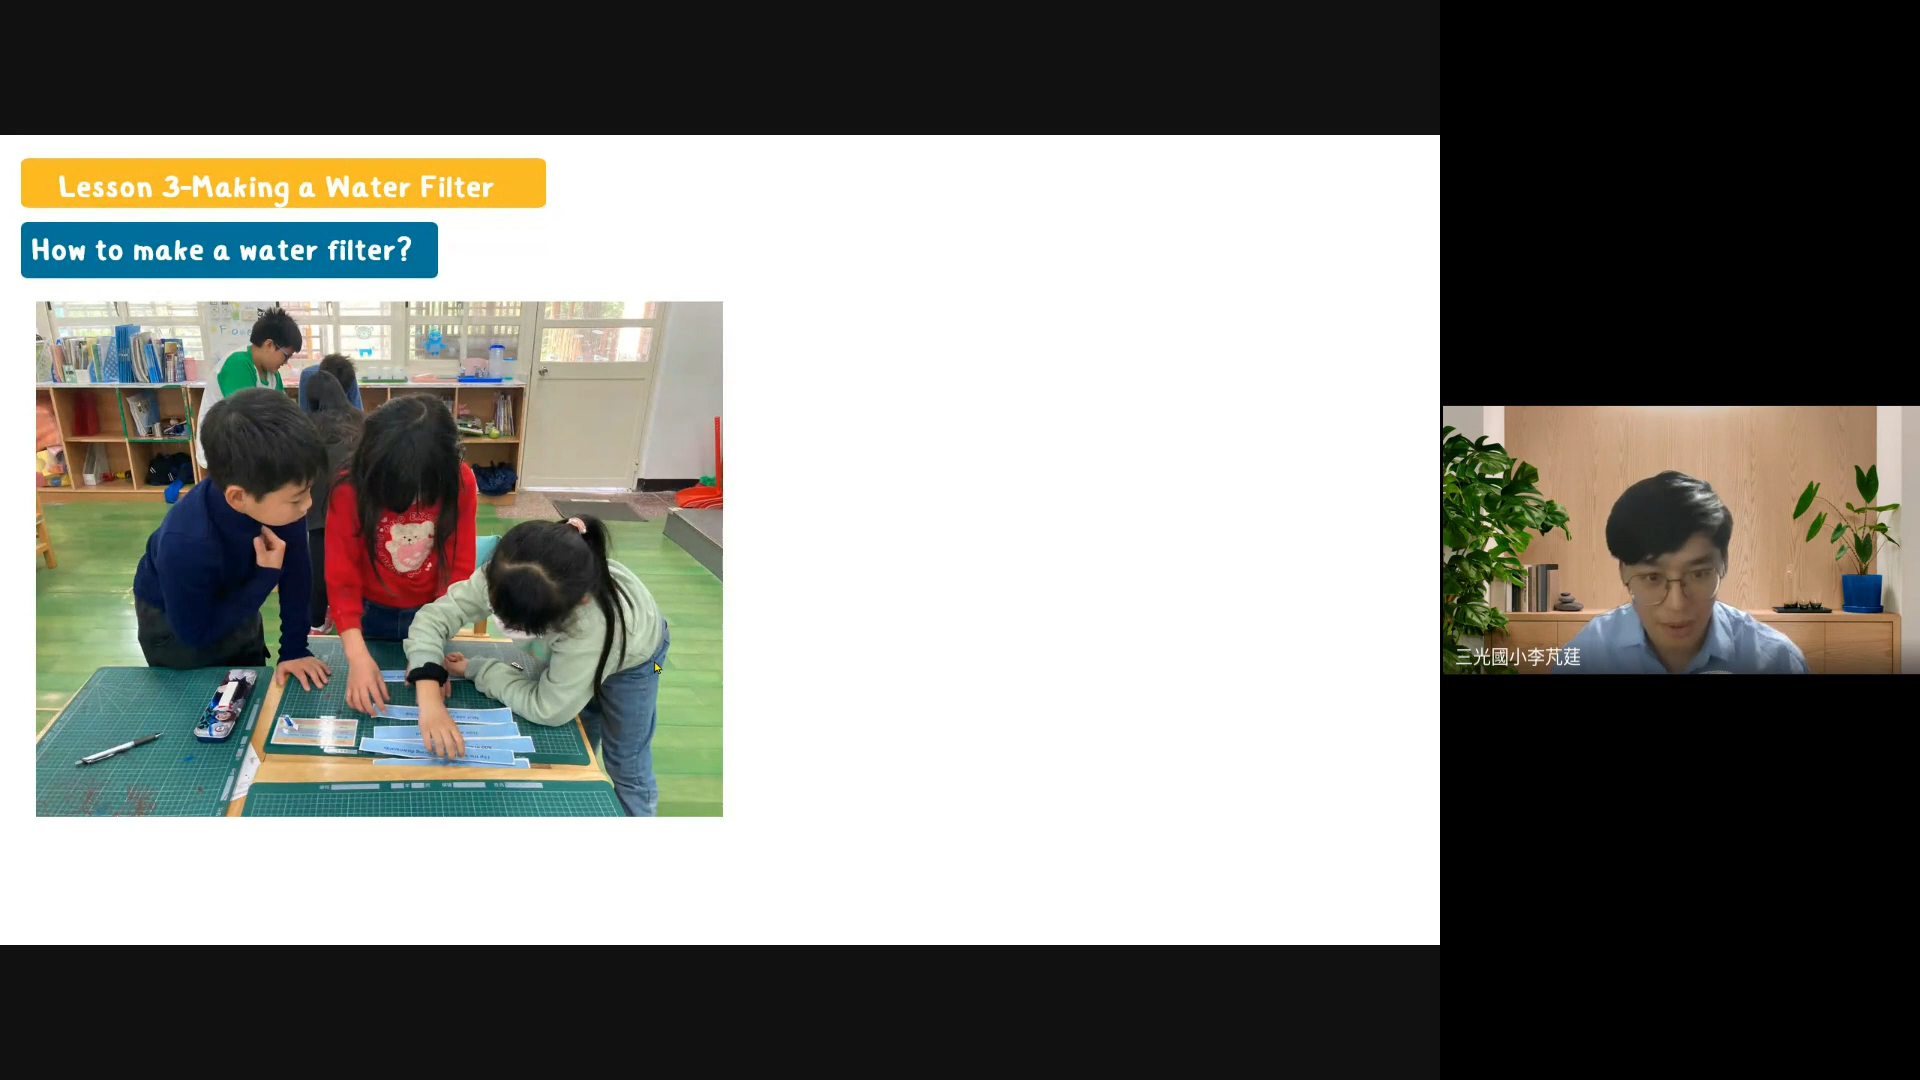 Lesson 3-Making a Water Filter
How to make a water filter?
三光國小李芃莛